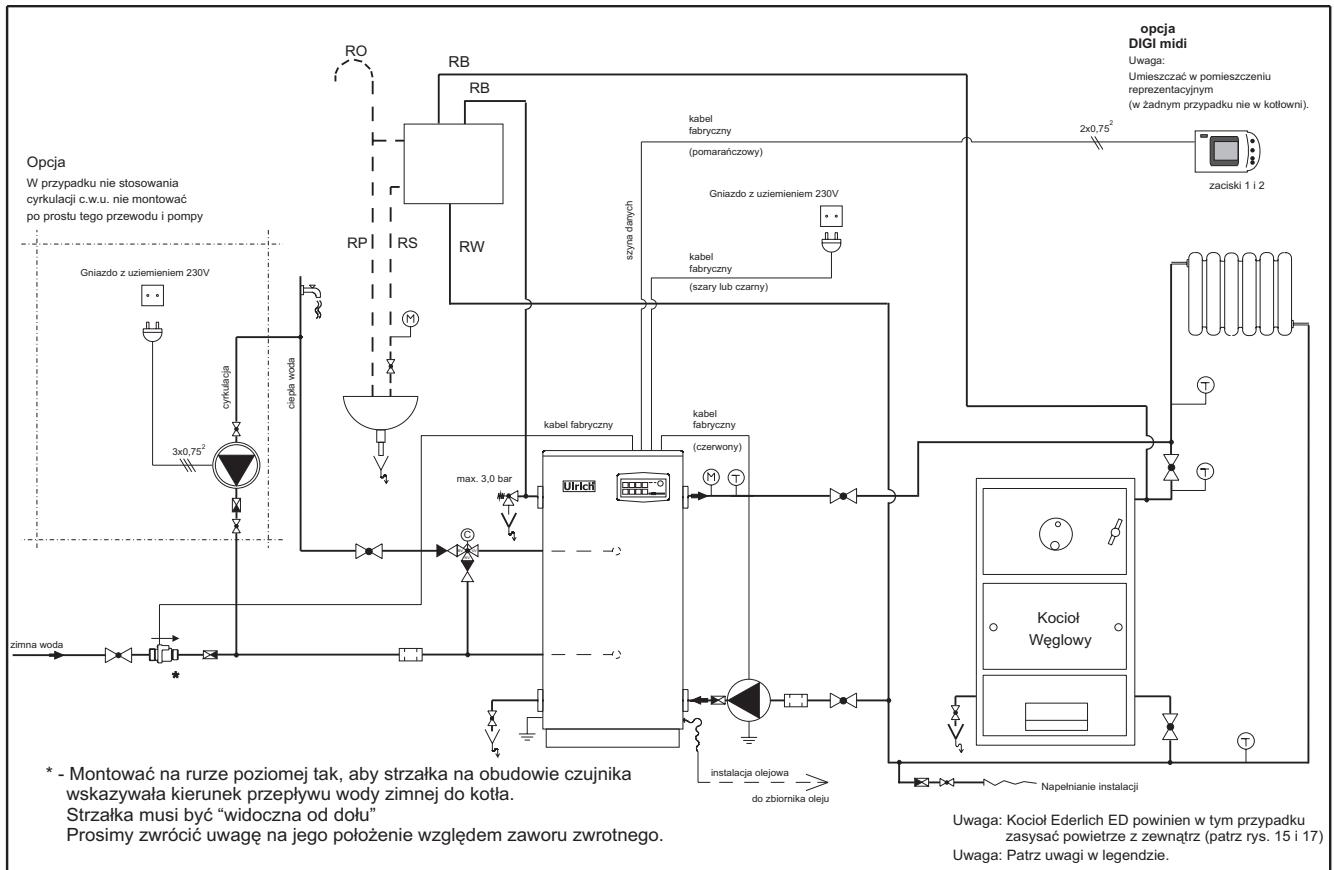 opcja
DIGI midi
Uwaga:
Umieszczać w pomieszczeniu
reprezentacyjnym
(w żadnym przypadku nie w kotłowni).
RO
RB
RB
kabel
fabryczny
(pomarańczowy)
2x0,75²
zaciski 1 i 2
Opcja
W przypadku nie stosowania
cyrkulacji c.w.u. nie montować
po prostu tego przewodu i pompy
Gniazdo z uziemieniem 230V
szyna danych
RP
RS
RW
kabel
fabryczny
(szary lub czarny)
Gniazdo z uziemieniem 230V
M
cyrkulacja
ciepła woda
T
kabel fabryczny
kabel
fabryczny
(czerwony)
3x0,75²
max. 3,0 bar
Ulrich
M
T
T
C
Kocioł
Węglowy
zimna woda
*
T
instalacja olejowa
do zbiornika oleju
Napełnianie instalacji
* - Montować na rurze poziomej tak, aby strzałka na obudowie czujnika
wskazywała kierunek przepływu wody zimnej do kotła.
Strzałka musi być “widoczna od dołu”
Prosimy zwrócić uwagę na jego położenie względem zaworu zwrotnego.
Uwaga: Kocioł Ederlich ED powinien w tym przypadku
zasysać powietrze z zewnątrz (patrz rys. 15 i 17)
Uwaga: Patrz uwagi w legendzie.